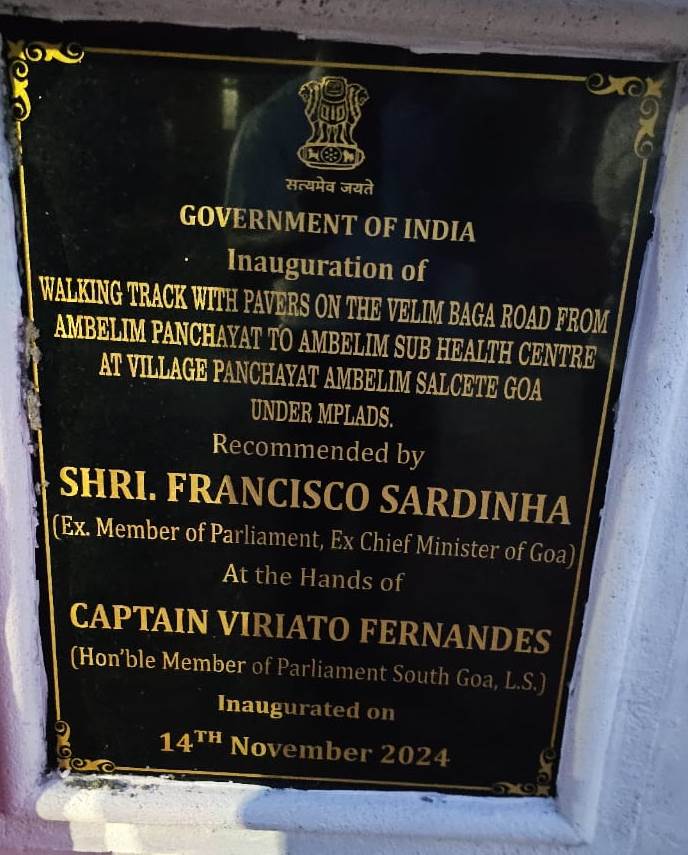 सत्यमेव जयते
GOVERNMENT OF INDIA
Inauguration of
WALKING TRACK WITH PAVERS ON THE VELIM BAGA ROAD FROM
AMBELIM PANCHAYAT TO AMBELIM SUB HEALTH CENTRE
AT VILLAGE PANCHAYAT AMBELIM SALCETE GOA
UNDER MPLADS.
Recommended by
SHRI. FRANCISCO SARDINHA
(Ex. Member of Parliament, Ex Chief Minister of Goa)
At the Hands of
CAPTAIN VIRIATO FERNANDES
(Hon'ble Member of Parliament South Goa, L.S.)
Inaugurated on
14TH November 2024